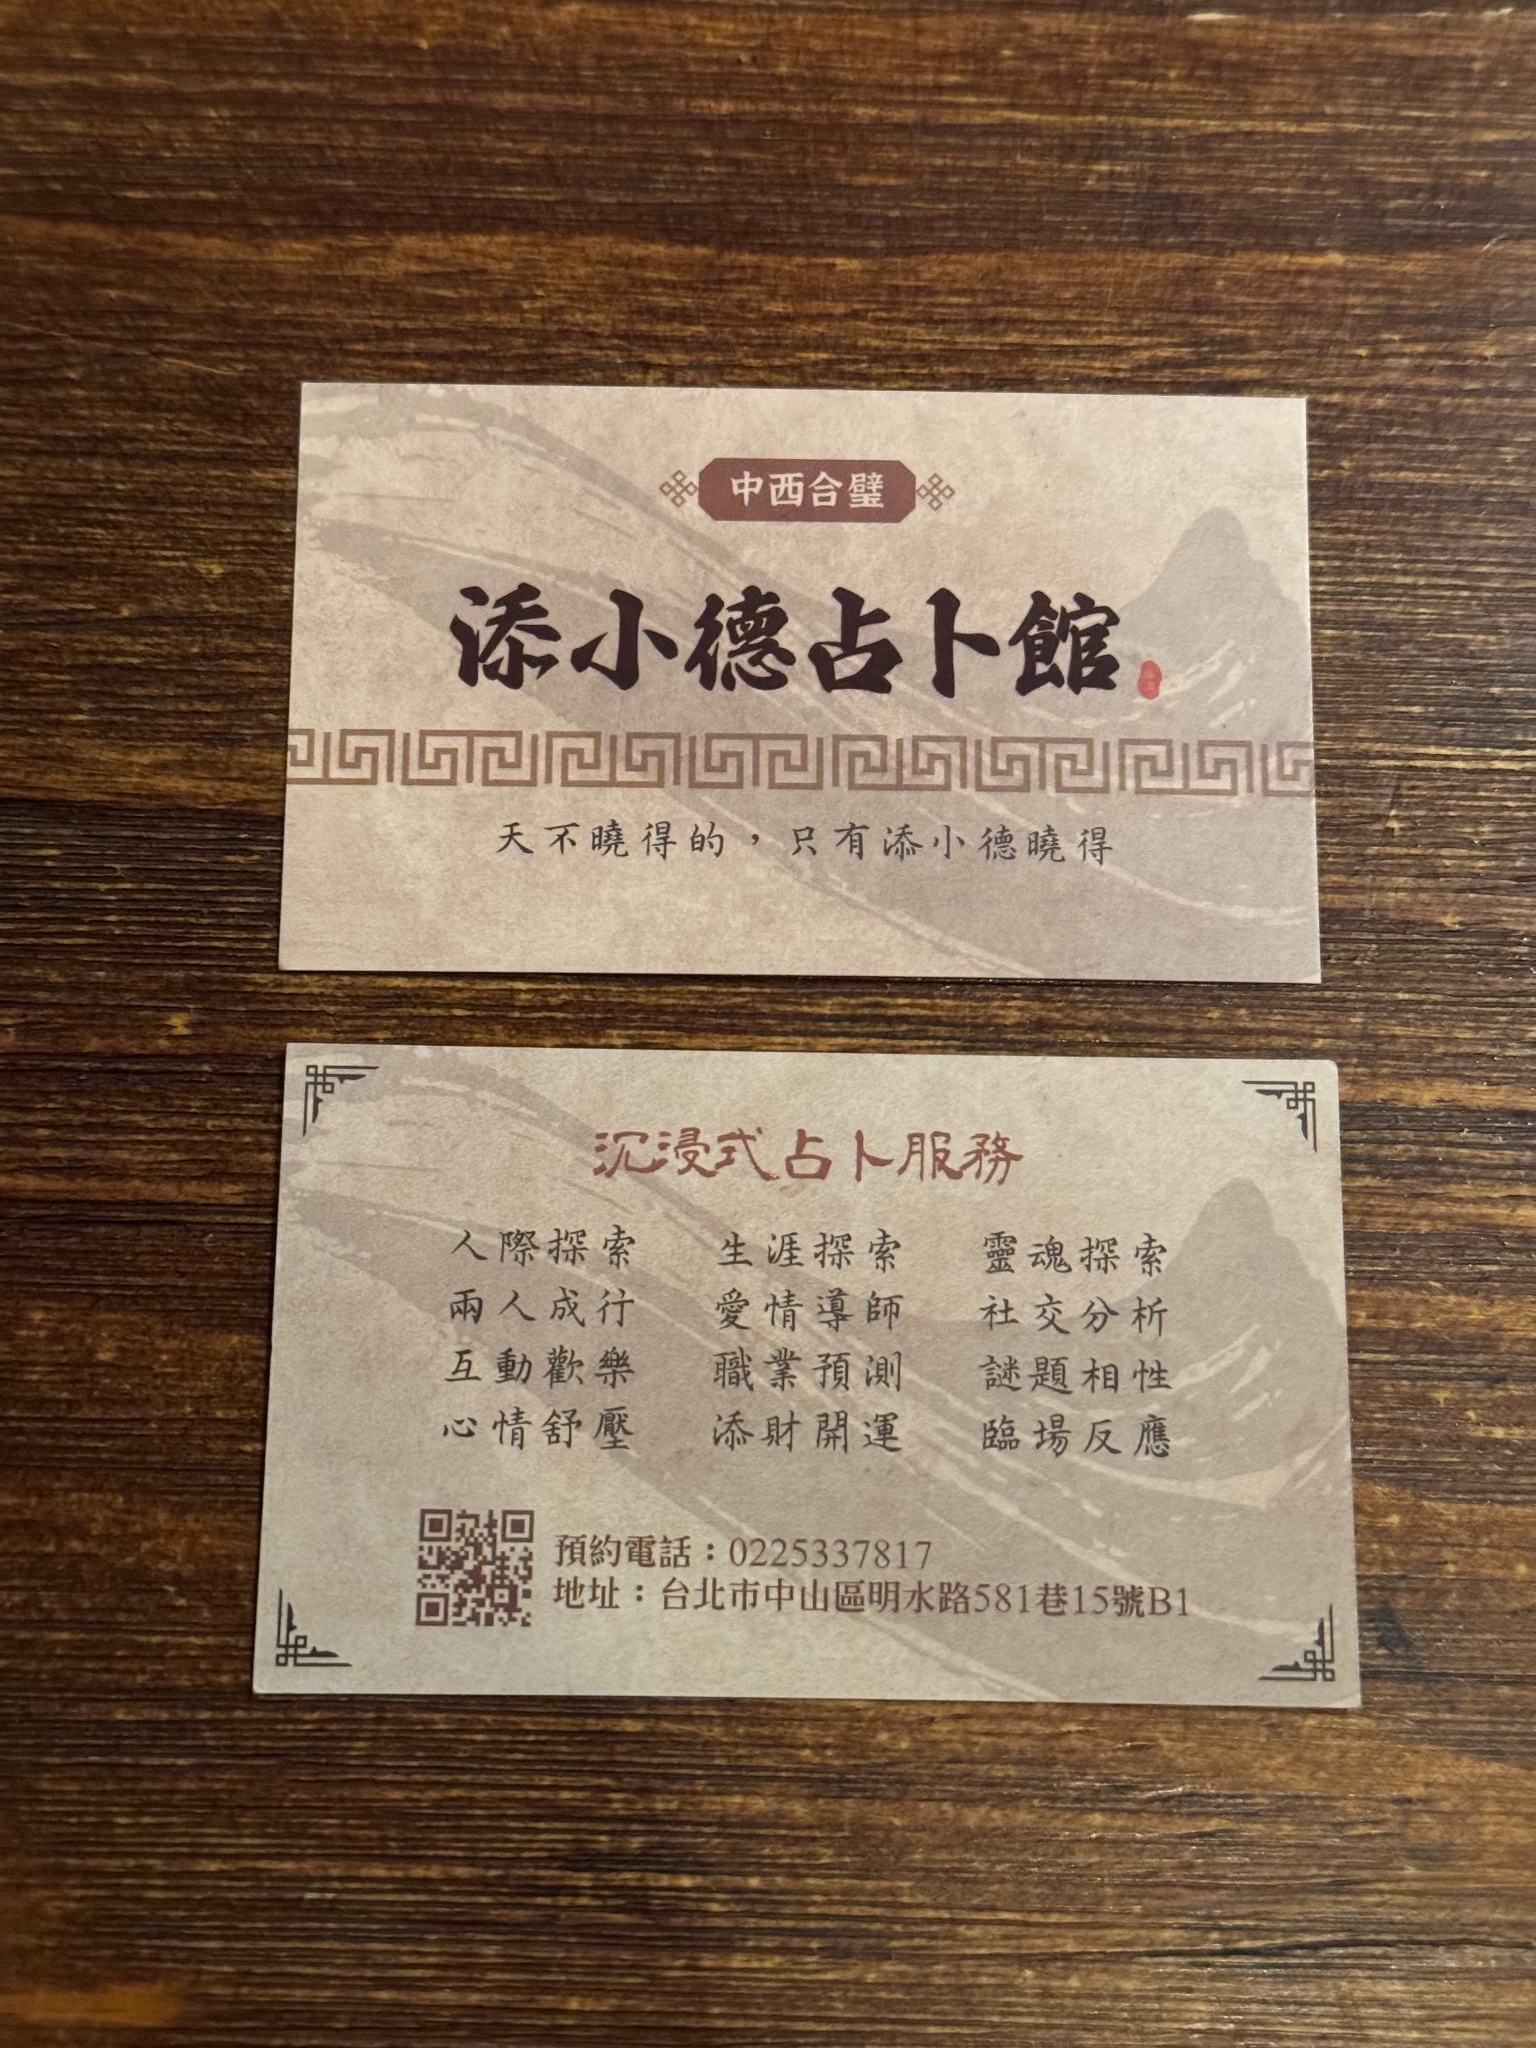 中西合璧
添小德占卜館
天不曉得的，只有添小德曉得
沉浸式占卜服務
人際探索 生涯探索 靈魂探索
兩人成行 愛情導師 社交分析
互動歡樂 職業預測 謎題相性
心情舒壓 添財開運 臨場反應
預約電話：0225337817
地址：台北市中山區明水路581巷15號B1